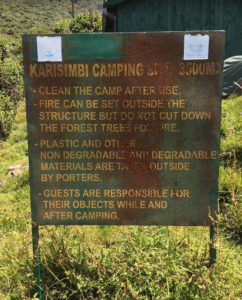 KARISIMBI CAMPING SITE 3500M
- CLEAN THE CAMP AFTER USE.
- FIRE CAN BE SET OUTSIDE THE
STRUCTURE BUT DO NOT CUT DOWN
THE FOREST TREES FOR FIRE.
- PLASTIC AND OTHER
NON DEGRADABLE AND DEGRADABLE
MATERIALS ARE TAKEN OUTSIDE
BY PORTERS.
- GUESTS ARE RESPONSIBLE FOR
THEIR OBJECTS WHILE AND
AFTER CAMPING.